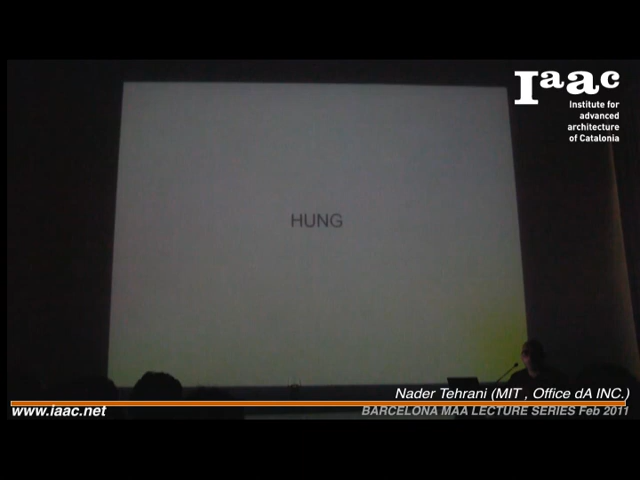 Iaac
Institute for
advanced
architecture
of Catalonia
HUNG
Nader Tehrani (MIT , Office dA INC.)
www.iaac.net
BARCELONA MAA LECTURE SERIES Feb 2011